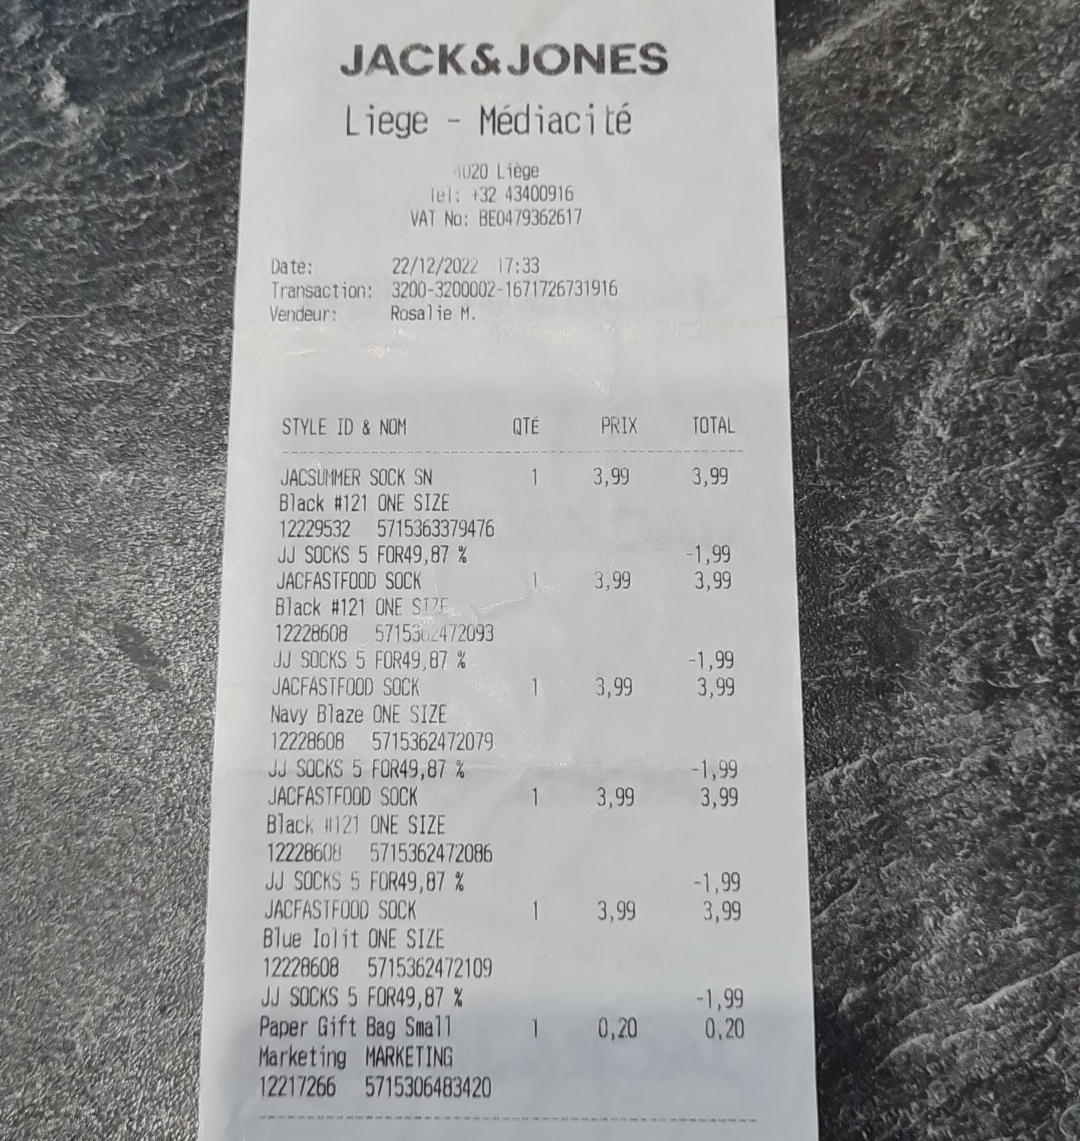 JACK&JONES
Liege - Médiacité
4020 Liège
Tel: +32 43400916
VAT No: BE0479362617
Date: 22/12/2022 17:33
Transaction: 3200-3200002-1671726731916
Vendeur: Rosalie M.
STYLE ID & NOM QTÉ PRIX TOTAL
JACSUMMER SOCK SN 1 3,99 3,99
Black #121 ONE SIZE
12229532 5715363379476
JJ SOCKS 5 FOR49,87 % -1,99
JACFASTFOOD SOCK 1 3,99 3,99
Black #121 ONE SIZE
12228608 5715362472093
JJ SOCKS 5 FOR49,87 % -1,99
JACFASTFOOD SOCK 1 3,99 3,99
Navy Blaze ONE SIZE
12228608 5715362472079
JJ SOCKS 5 FOR49,87 % -1,99
JACFASTFOOD SOCK 1 3,99 3,99
Black #121 ONE SIZE
12228608 5715362472086
JJ SOCKS 5 FOR49,87 % -1,99
JACFASTFOOD SOCK 1 3,99 3,99
Blue Iolit ONE SIZE
12228608 5715362472109
JJ SOCKS 5 FOR49,87 % -1,99
Paper Gift Bag Small 1 0,20 0,20
Marketing MARKETING
12217266 5715306483420